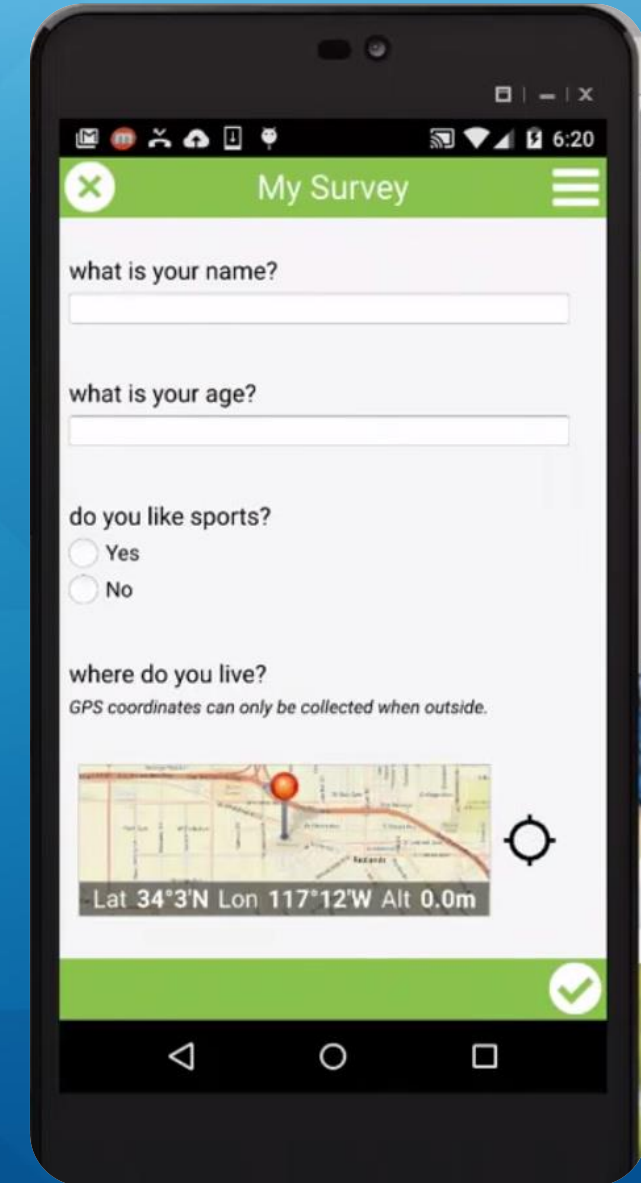 6:20
My Survey
what is your name?
what is your age?
do you like sports?
Yes
No
where do you live?
GPS coordinates can only be collected when outside.
Redlands
Lat 34°3'N Lon 117°12'W Alt 0.0m